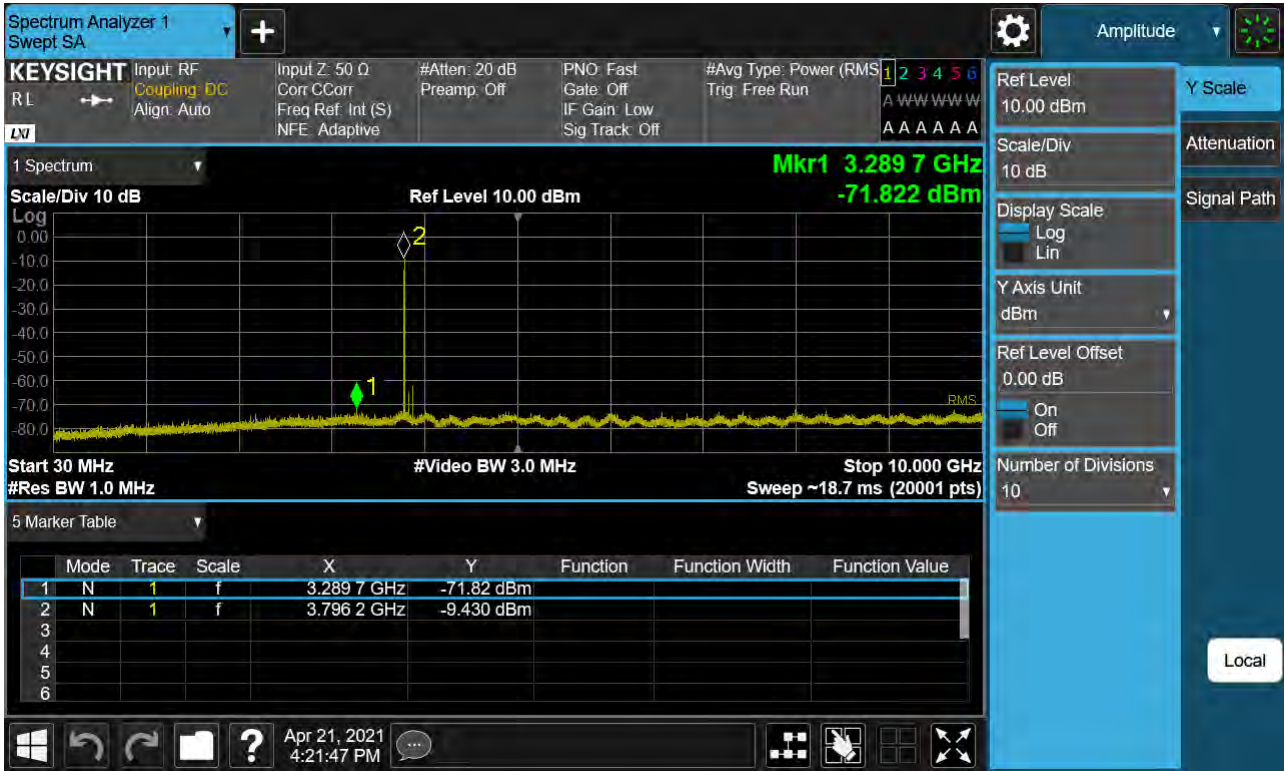 Spectrum Analyzer 1
Swept SA
Amplitude
KEYSIGHT
RL
LXI
Input: RF
Coupling: DC
Align: Auto
Input Z: 50 Ω
Corr CCorr
Freq Ref: Int (S)
NFE: Adaptive
#Atten: 20 dB
Preamp: Off
PNO: Fast
Gate: Off
IF Gain: Low
Sig Track: Off
#Avg Type: Power (RMS
Trig: Free Run
1 2 3 4 5 6
A W W W W W
A A A A A A
1 Spectrum
Mkr1 3.289 7 GHz
-71.822 dBm
Scale/Div 10 dB
Ref Level 10.00 dBm
Log
0.00
-10.0
-20.0
-30.0
-40.0
-50.0
-60.0
-70.0
-80.0
2
1
RMS
Start 30 MHz
#Video BW 3.0 MHz
Stop 10.000 GHz
#Res BW 1.0 MHz
Sweep ~18.7 ms (20001 pts)
5 Marker Table
Mode Trace Scale X Y Function Function Width Function Value
1 N 1 f 3.289 7 GHz -71.82 dBm
2 N 1 f 3.796 2 GHz -9.430 dBm
3
4
5
6
Apr 21, 2021
4:21:47 PM
Ref Level
10.00 dBm
Scale/Div
10 dB
Display Scale
Log
Lin
Y Axis Unit
dBm
Ref Level Offset
0.00 dB
On
Off
Number of Divisions
10
Y Scale
Attenuation
Signal Path
Local